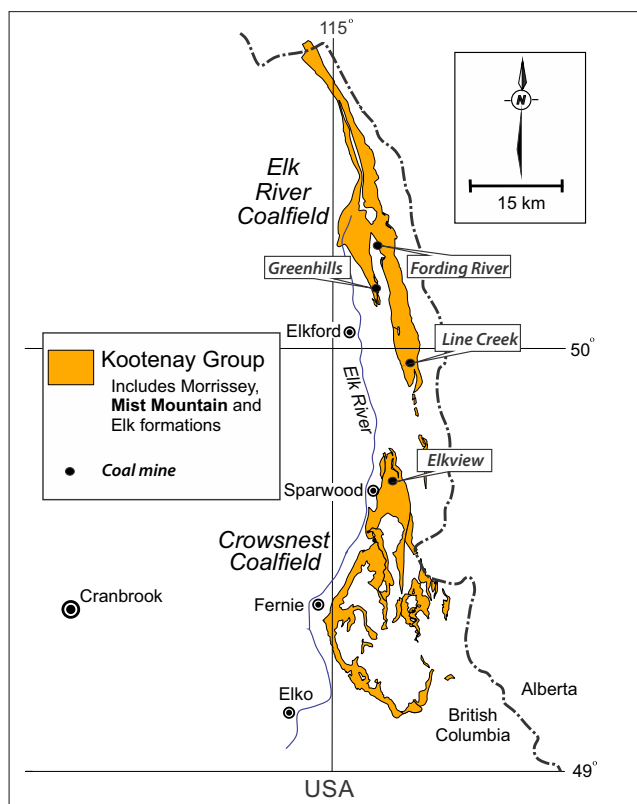 115°
N
15 km
Elk
River
Coalfield
Greenhills
Fording River
Elkford
Line Creek
50°
Kootenay Group
Includes Morrissey,
Mist Mountain and
Elk formations
Coal mine
Elk River
Elkview
Sparwood
Crowsnest
Coalfield
Cranbrook
Fernie
Elko
Alberta
British
Columbia
49°
USA